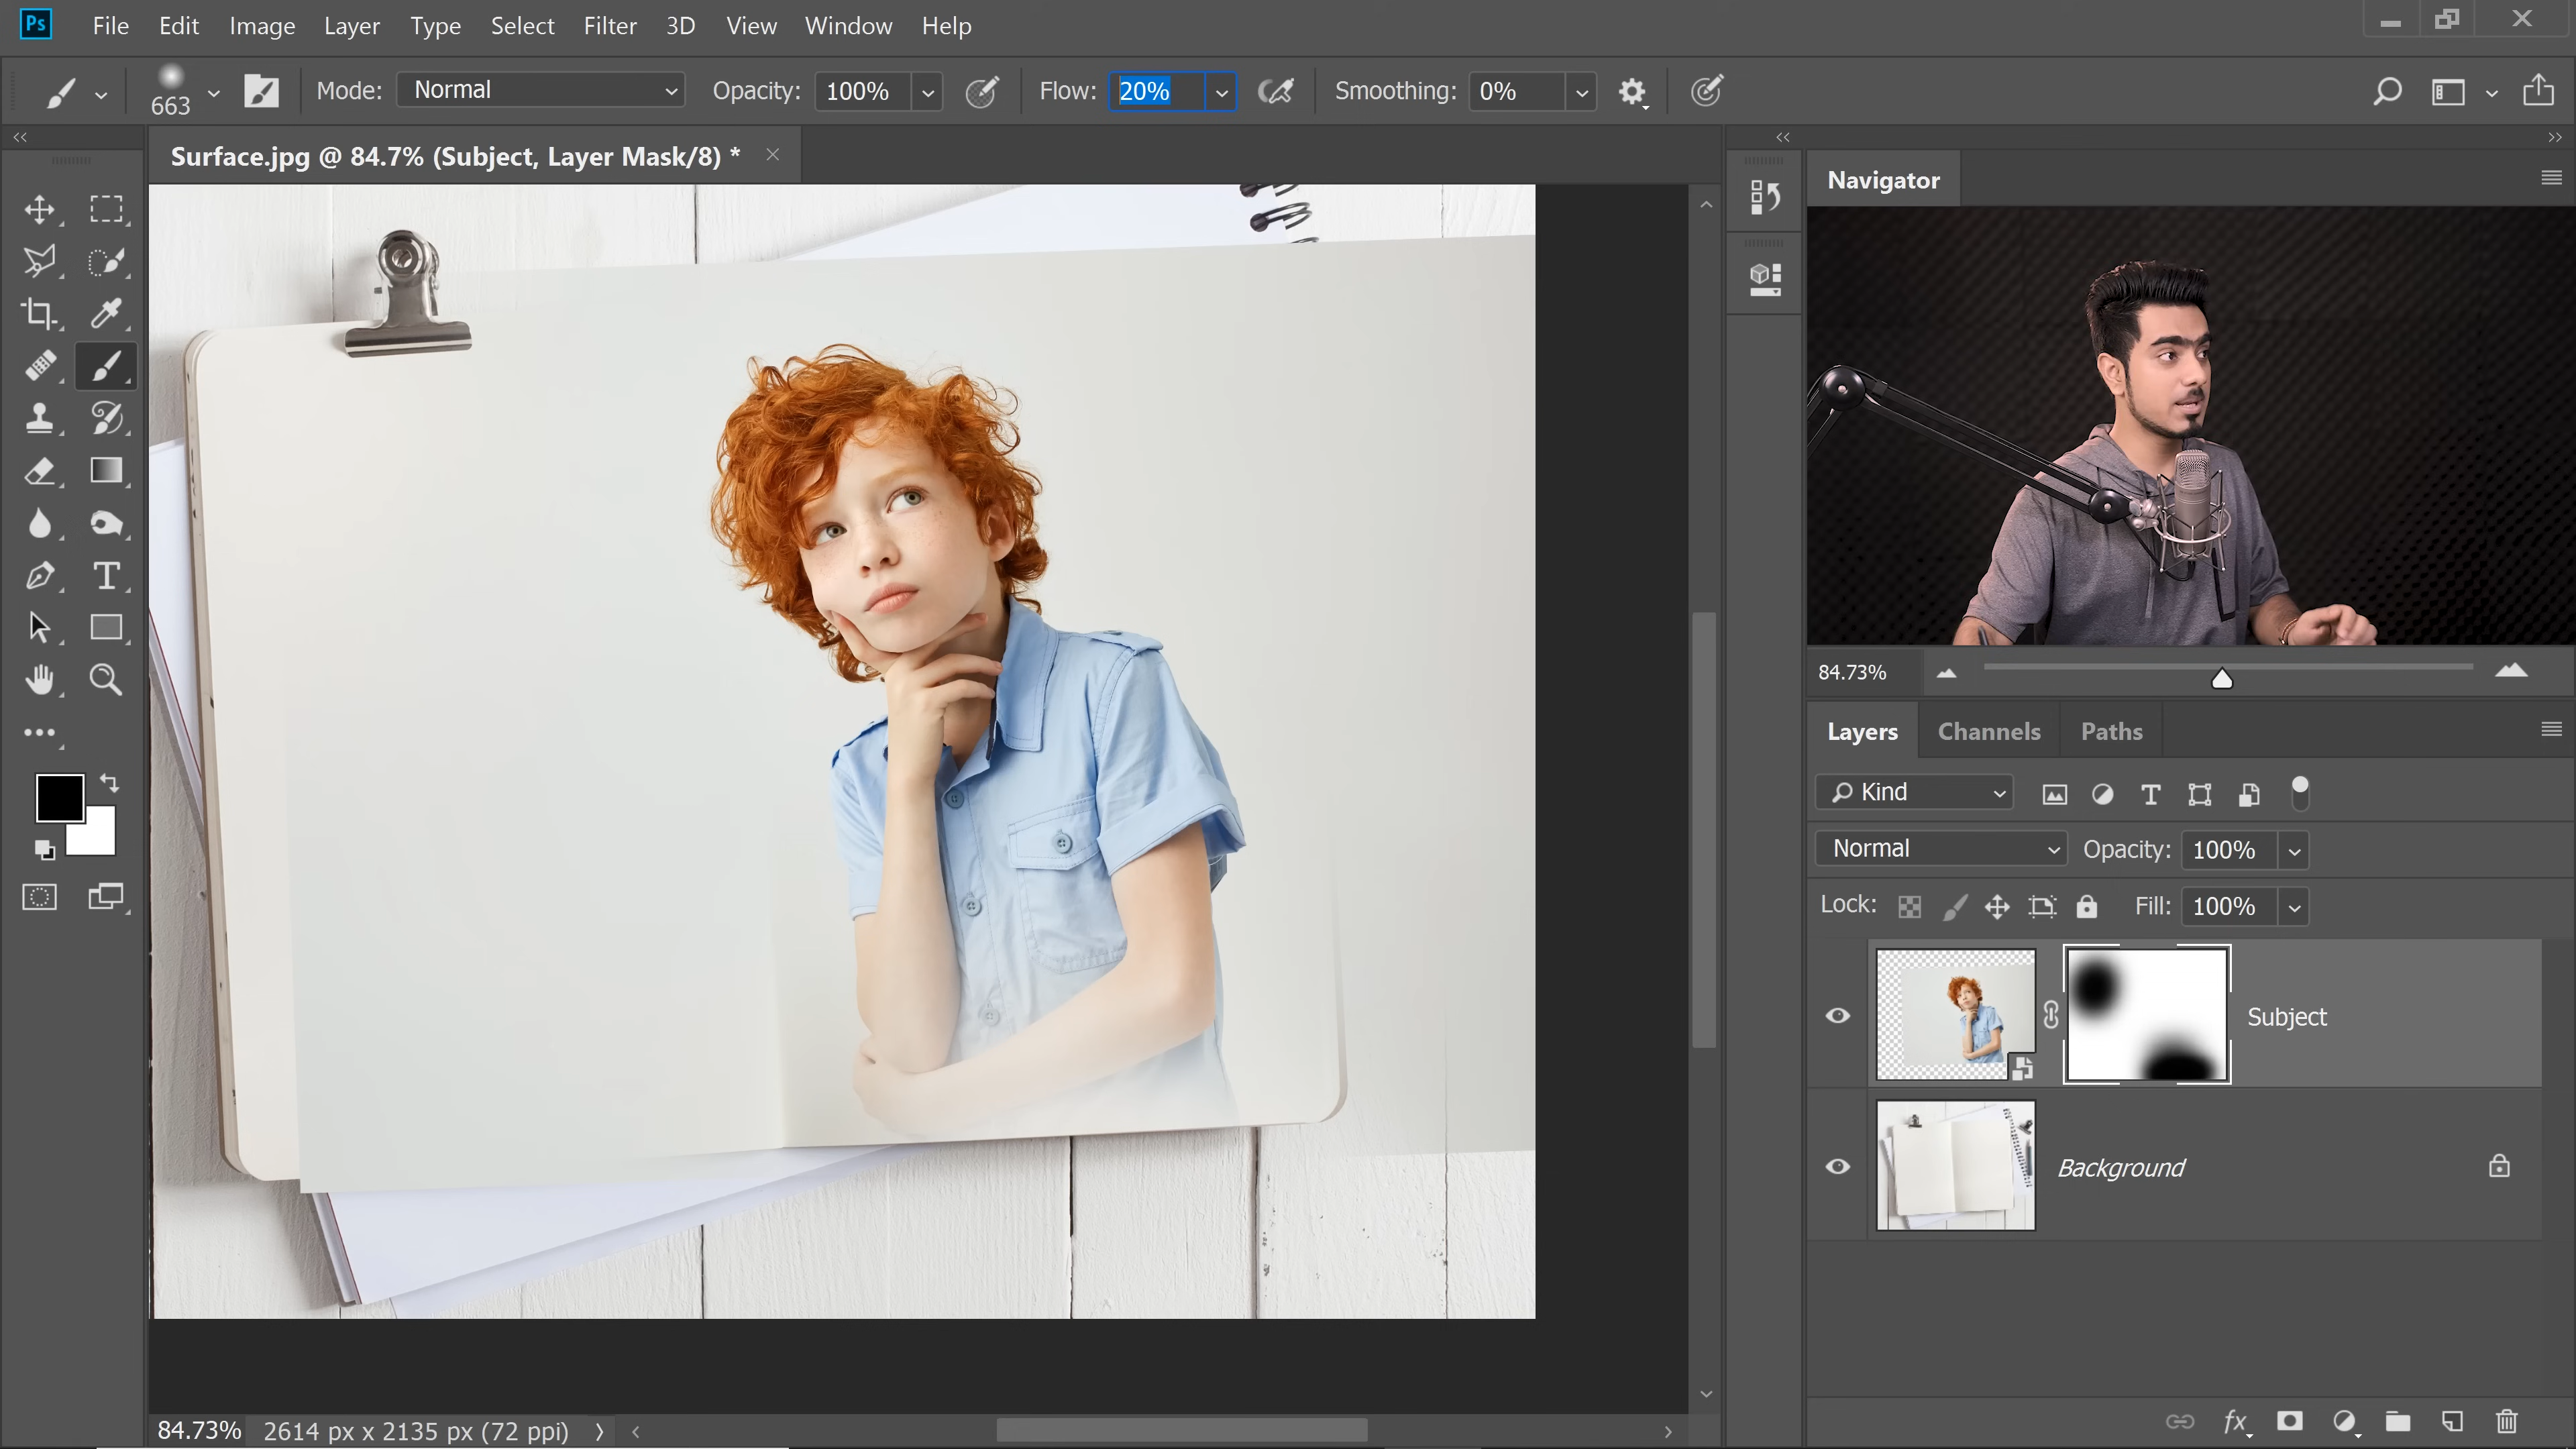 Ps File Edit Image Layer Type Select Filter 3D View Window Help
663 Mode: Normal Opacity: 100% Flow: 20% Smoothing: 0%
Surface.jpg @ 84.7% (Subject, Layer Mask/8) *
Navigator
84.73%
Layers Channels Paths
Kind
Normal Opacity: 100%
Lock: Fill: 100%
Subject
Background
fx
84.73% 2614 px x 2135 px (72 ppi)